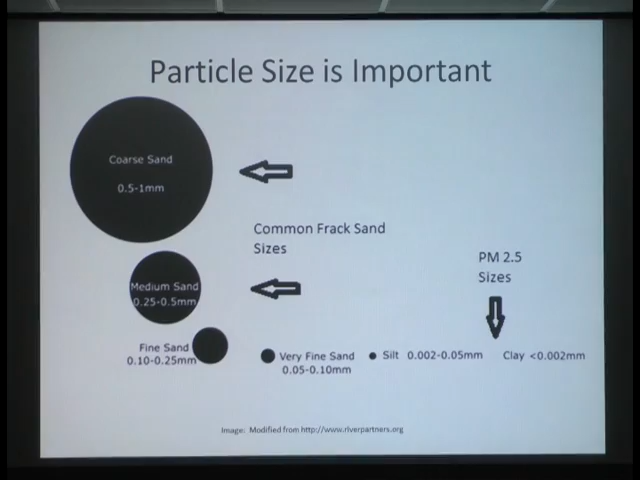 Particle Size is Important
Coarse Sand
0.5-1mm
Common Frack Sand
Sizes
PM 2.5
Sizes
Medium Sand
0.25-0.5mm
Fine Sand
0.10-0.25mm
Very Fine Sand
0.05-0.10mm
Silt 0.002-0.05mm
Clay <0.002mm
Image: Modified from http://www.riverpartners.org